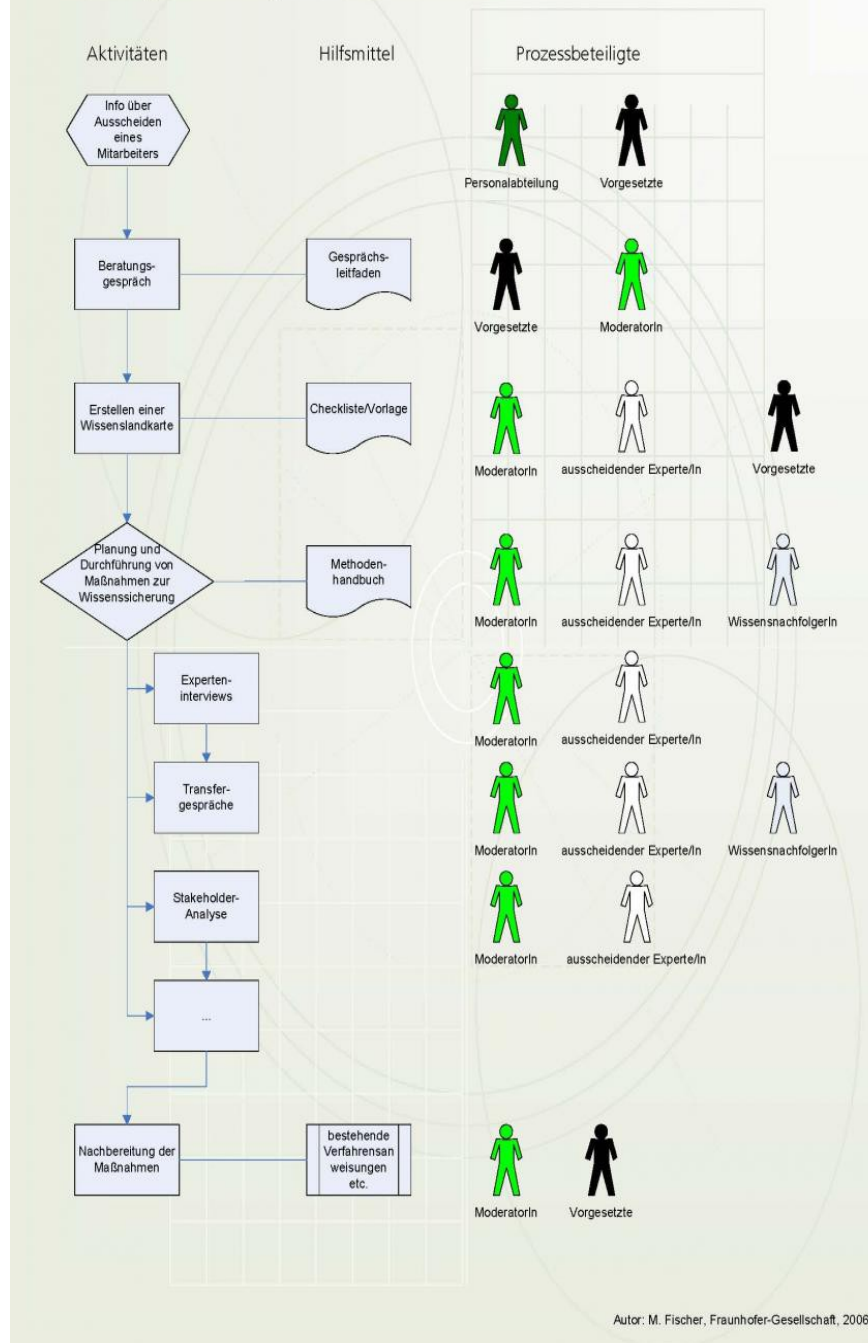 Aktivitäten
Hilfsmittel
Prozessbeteiligte
Info über
Ausscheiden
eines
Mitarbeiters
Personalabteilung
Vorgesetzte
Beratungs-
gespräch
Gesprächs-
leitfaden
Vorgesetzte
ModeratorIn
Erstellen einer
Wissenslandkarte
Checkliste/Vorlage
ModeratorIn
ausscheidender Experte/In
Vorgesetzte
Planung und
Durchführung von
Maßnahmen zur
Wissenssicherung
Methoden-
handbuch
ModeratorIn
ausscheidender Experte/In
WissensnachfolgerIn
Experten-
interviews
ModeratorIn
ausscheidender Experte/In
Transfer-
gespräche
ModeratorIn
ausscheidender Experte/In
WissensnachfolgerIn
Stakeholder-
Analyse
ModeratorIn
ausscheidender Experte/In
...
Nachbereitung der
Maßnahmen
bestehende
Verfahrensan
weisungen
etc.
ModeratorIn
Vorgesetzte
Autor: M. Fischer, Fraunhofer-Gesellschaft, 2006